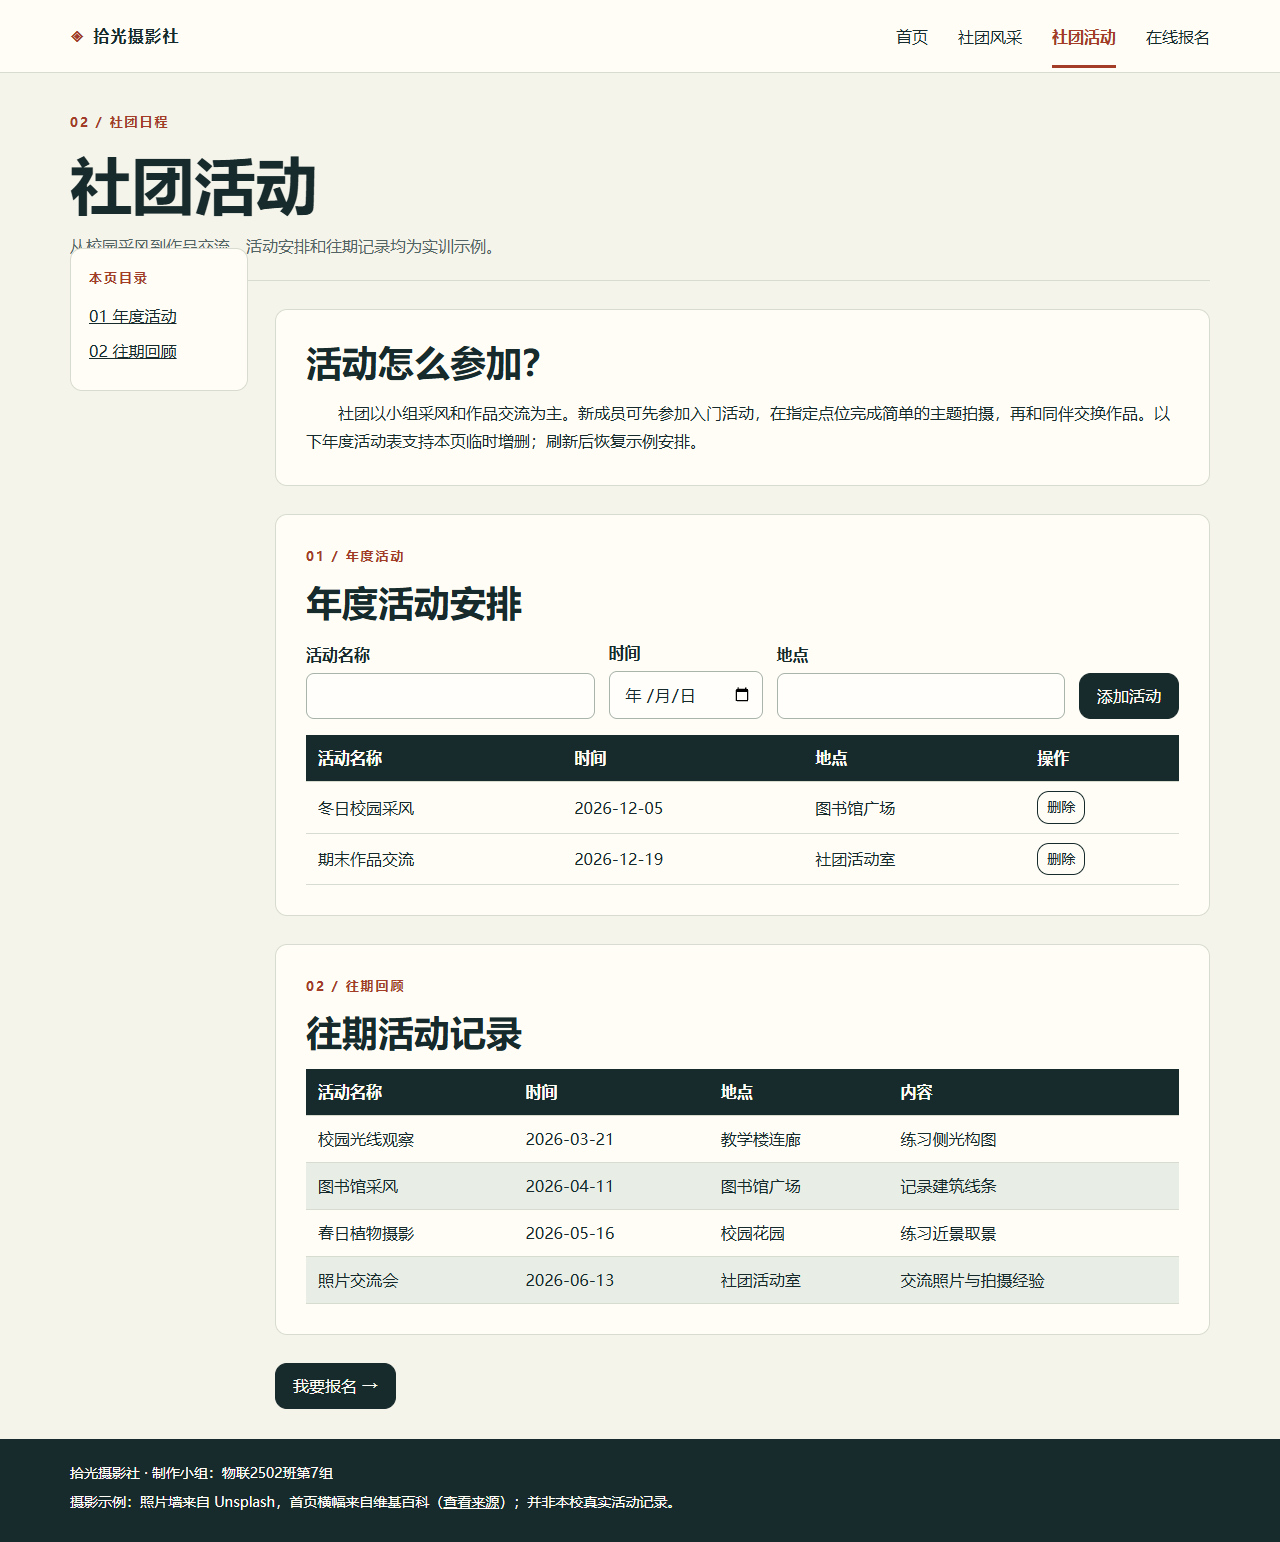 ◈ 拾光摄影社
首页 社团风采 社团活动 在线报名
02 / 社团日程
社团活动
从校园采风到作品交流，活动安排和往期记录均为实训示例。
本页目录
01 年度活动
02 往期回顾
活动怎么参加？
社团以小组采风和作品交流为主。新成员可先参加入门活动，在指定点位完成简单的主题拍摄，再和同伴交换作品。以
下年度活动表支持本页临时增删；刷新后恢复示例安排。
01 / 年度活动
年度活动安排
活动名称 时间 地点
年 /月/日 添加活动
活动名称 时间 地点 操作
冬日校园采风 2026-12-05 图书馆广场 删除
期末作品交流 2026-12-19 社团活动室 删除
02 / 往期回顾
往期活动记录
活动名称 时间 地点 内容
校园光线观察 2026-03-21 教学楼连廊 练习侧光构图
图书馆采风 2026-04-11 图书馆广场 记录建筑线条
春日植物摄影 2026-05-16 校园花园 练习近景取景
照片交流会 2026-06-13 社团活动室 交流照片与拍摄经验
我要报名 →
拾光摄影社 · 制作小组：物联2502班第7组
摄影示例：照片墙来自 Unsplash，首页横幅来自维基百科（查看来源）；并非本校真实活动记录。